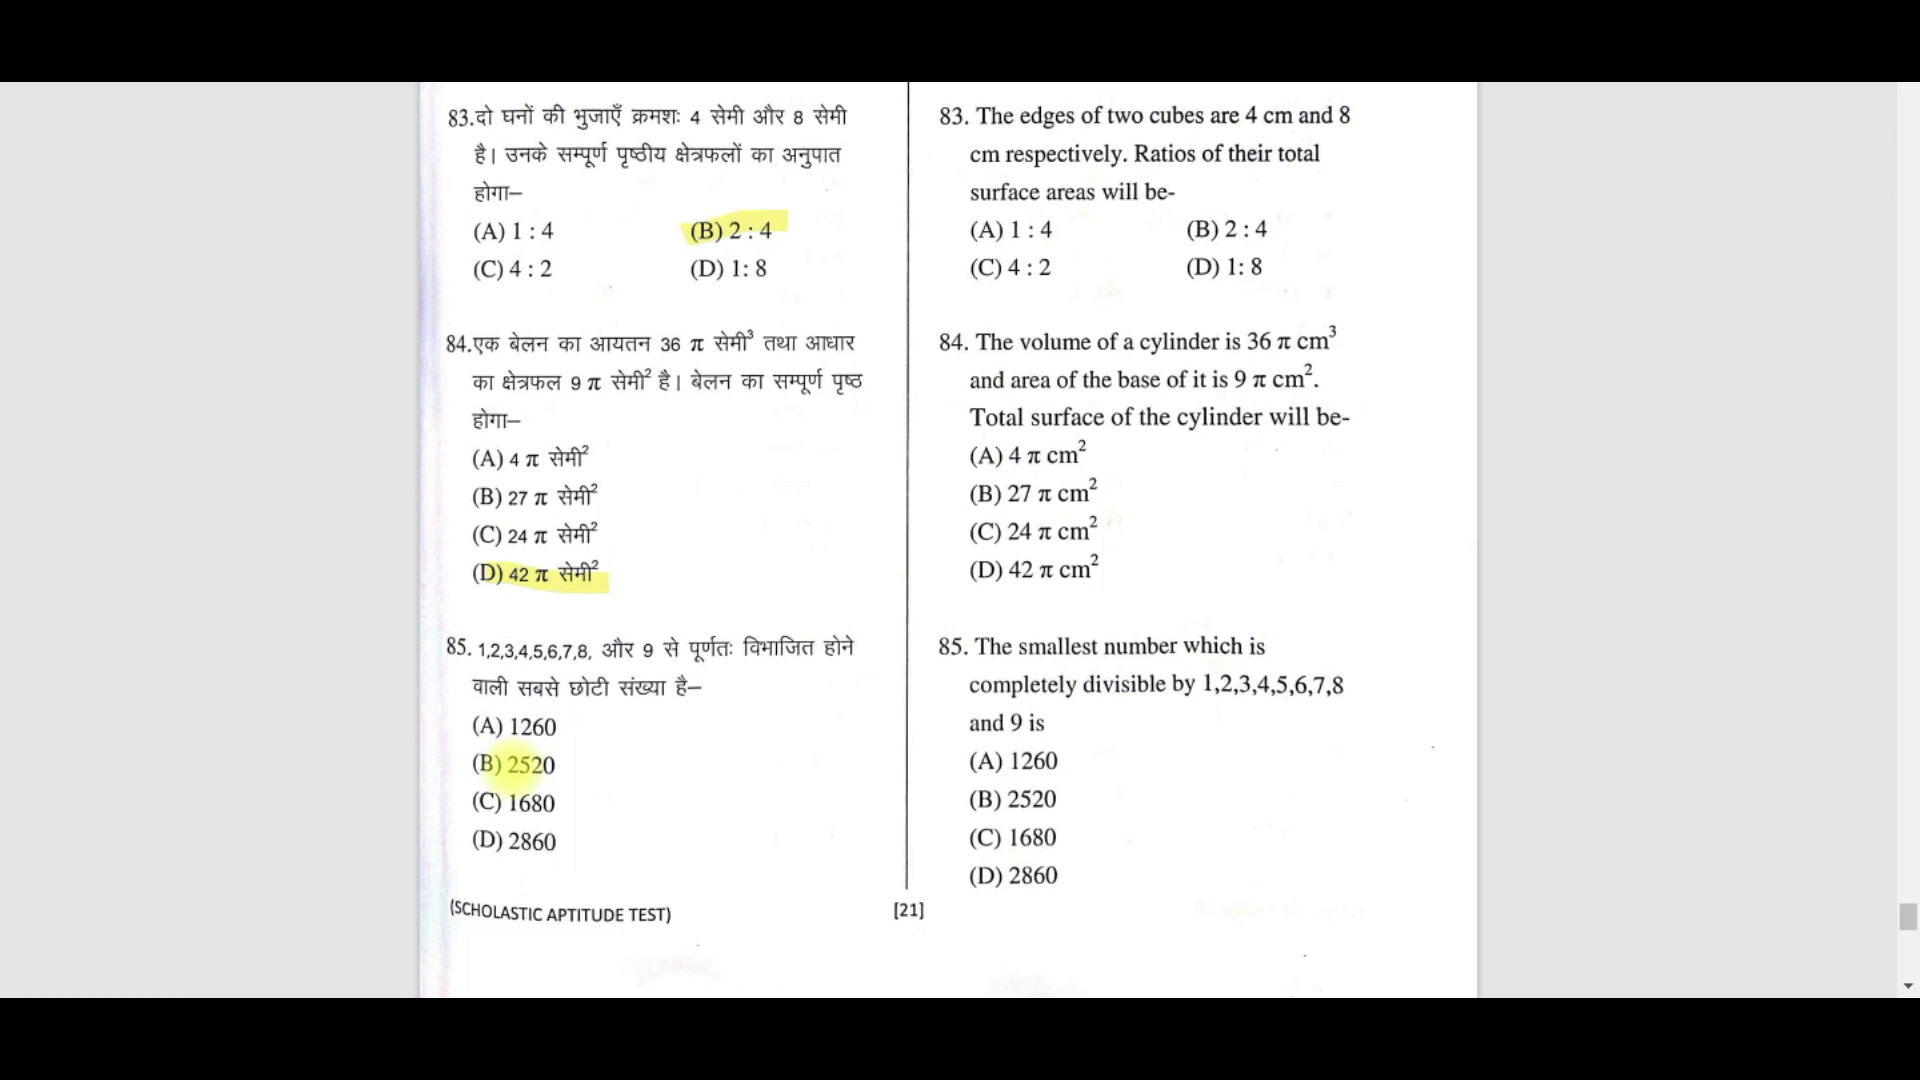 83.दो घनों की भुजाएँ क्रमशः 4 सेमी और 8 सेमी
है। उनके सम्पूर्ण पृष्ठीय क्षेत्रफलों का अनुपात
होगा–
(A) 1 : 4 (B) 2 : 4
(C) 4 : 2 (D) 1: 8
84.एक बेलन का आयतन 36 π सेमी³ तथा आधार
का क्षेत्रफल 9 π सेमी² है। बेलन का सम्पूर्ण पृष्ठ
होगा–
(A) 4 π सेमी²
(B) 27 π सेमी²
(C) 24 π सेमी²
(D) 42 π सेमी²
85. 1,2,3,4,5,6,7,8, और 9 से पूर्णतः विभाजित होने
वाली सबसे छोटी संख्या है–
(A) 1260
(B) 2520
(C) 1680
(D) 2860
83. The edges of two cubes are 4 cm and 8
cm respectively. Ratios of their total
surface areas will be-
(A) 1 : 4 (B) 2 : 4
(C) 4 : 2 (D) 1: 8
84. The volume of a cylinder is 36 π cm³
and area of the base of it is 9 π cm².
Total surface of the cylinder will be-
(A) 4 π cm²
(B) 27 π cm²
(C) 24 π cm²
(D) 42 π cm²
85. The smallest number which is
completely divisible by 1,2,3,4,5,6,7,8
and 9 is
(A) 1260
(B) 2520
(C) 1680
(D) 2860
(SCHOLASTIC APTITUDE TEST) [21]